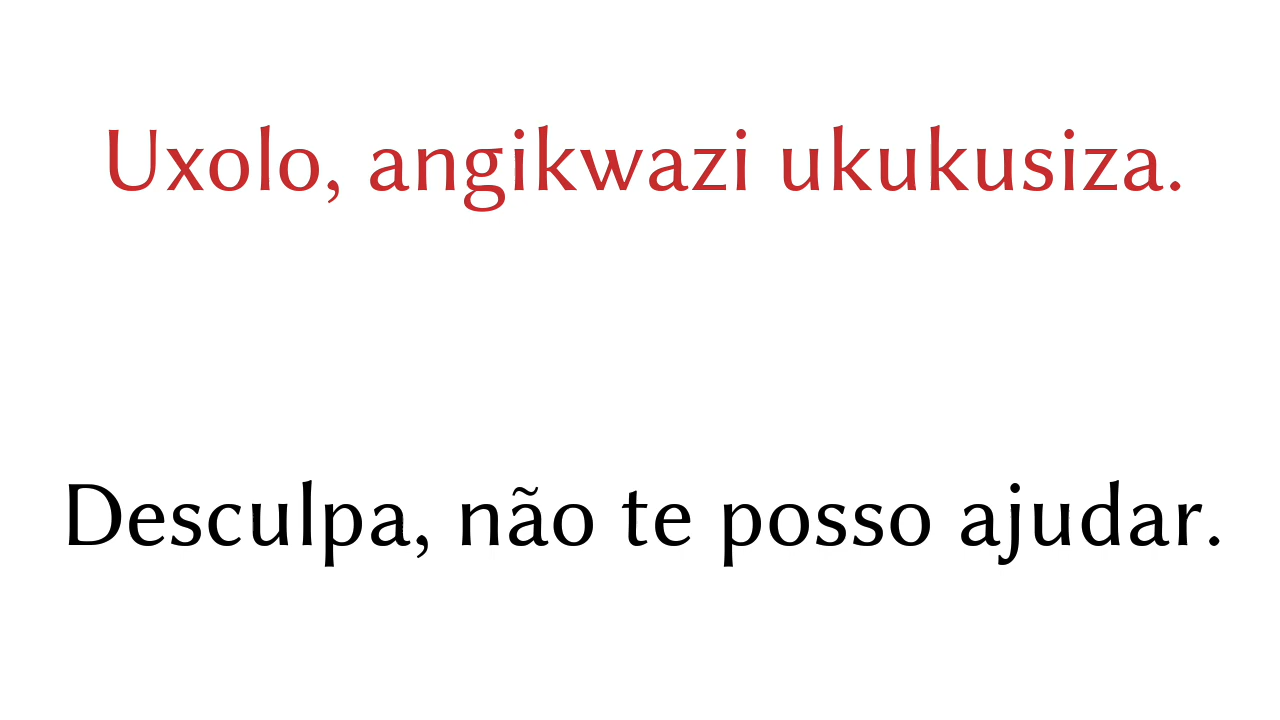 Uxolo, angikwazi ukukusiza.
Desculpa, não te posso ajudar.